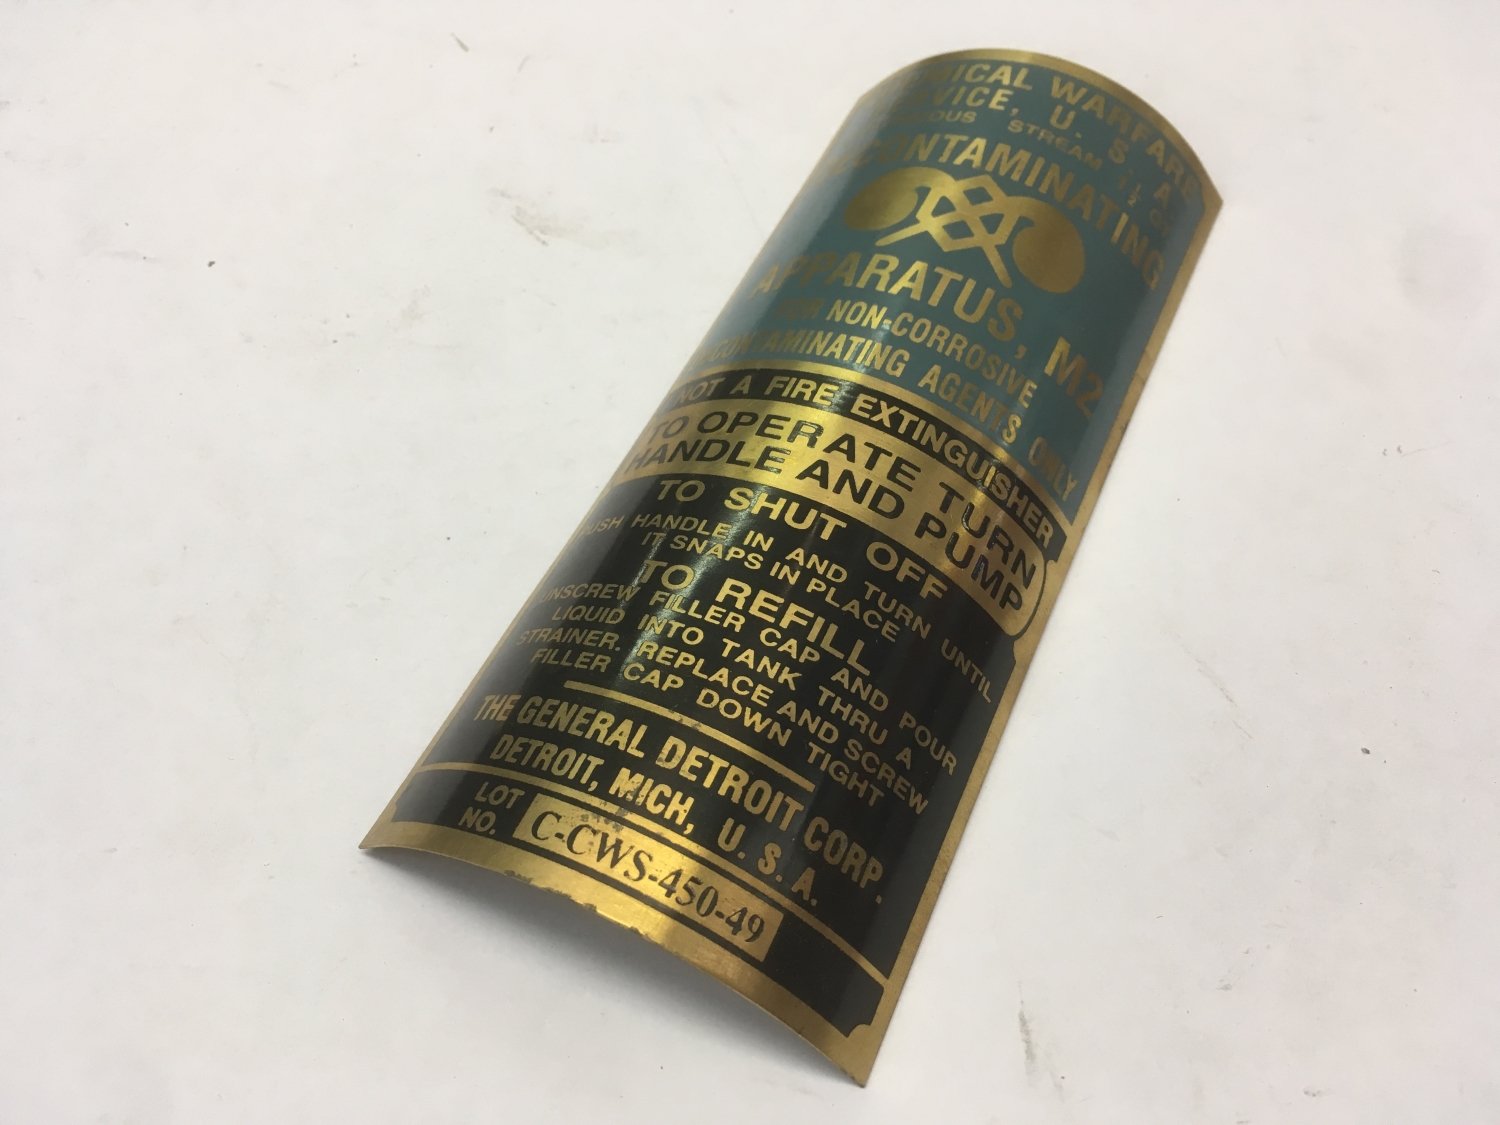 CHEMICAL WARFARE
SERVICE, U. S. A.
STREAM 1½ QT.
DECONTAMINATING
APPARATUS, M2
FOR NON-CORROSIVE
DECONTAMINATING AGENTS ONLY
NOT A FIRE EXTINGUISHER
TO OPERATE TURN
HANDLE AND PUMP
TO SHUT OFF
PUSH HANDLE IN AND TURN UNTIL
IT SNAPS IN PLACE
TO REFILL
UNSCREW FILLER CAP AND POUR
LIQUID INTO TANK THRU A
STRAINER. REPLACE AND SCREW
FILLER CAP DOWN TIGHT
THE GENERAL DETROIT CORP.
DETROIT, MICH, U. S. A.
LOT
NO. C-CWS-450-49